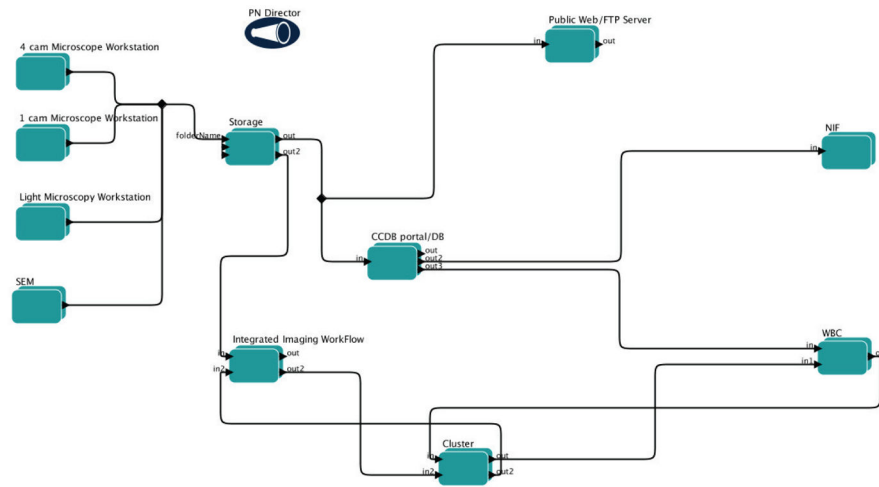 PN Director
Public Web/FTP Server
in
out
4 cam Microscope Workstation
1 cam Microscope Workstation
Storage
folderName
out
out2
NIF
in
Light Microscopy Workstation
CCDB portal/DB
in
out
out2
out3
SEM
Integrated Imaging WorkFlow
in
out
in2
out2
WBC
in
in1
Cluster
in
out
in2
out2